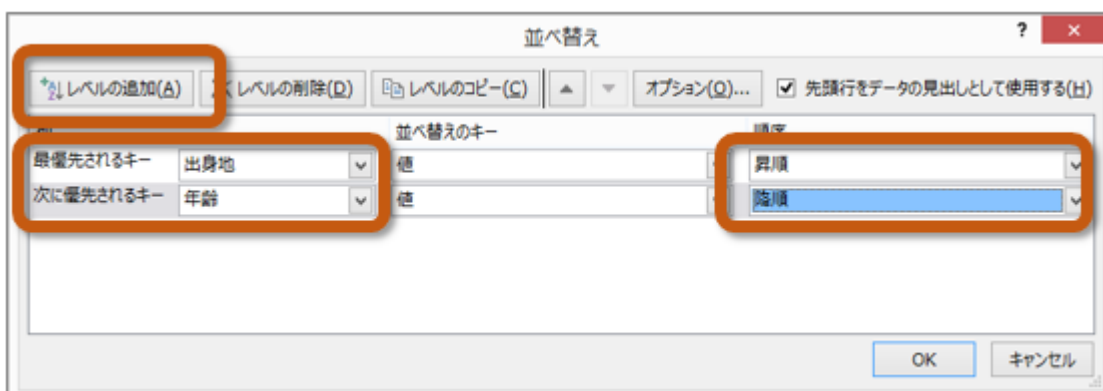 並べ替え
レベルの追加(A) レベルの削除(D) レベルのコピー(C) オプション(O)... 先頭行をデータの見出しとして使用する(H)
並べ替えのキー 順序
最優先されるキー 出身地 値 昇順
次に優先されるキー 年齢 値 降順
OK キャンセル